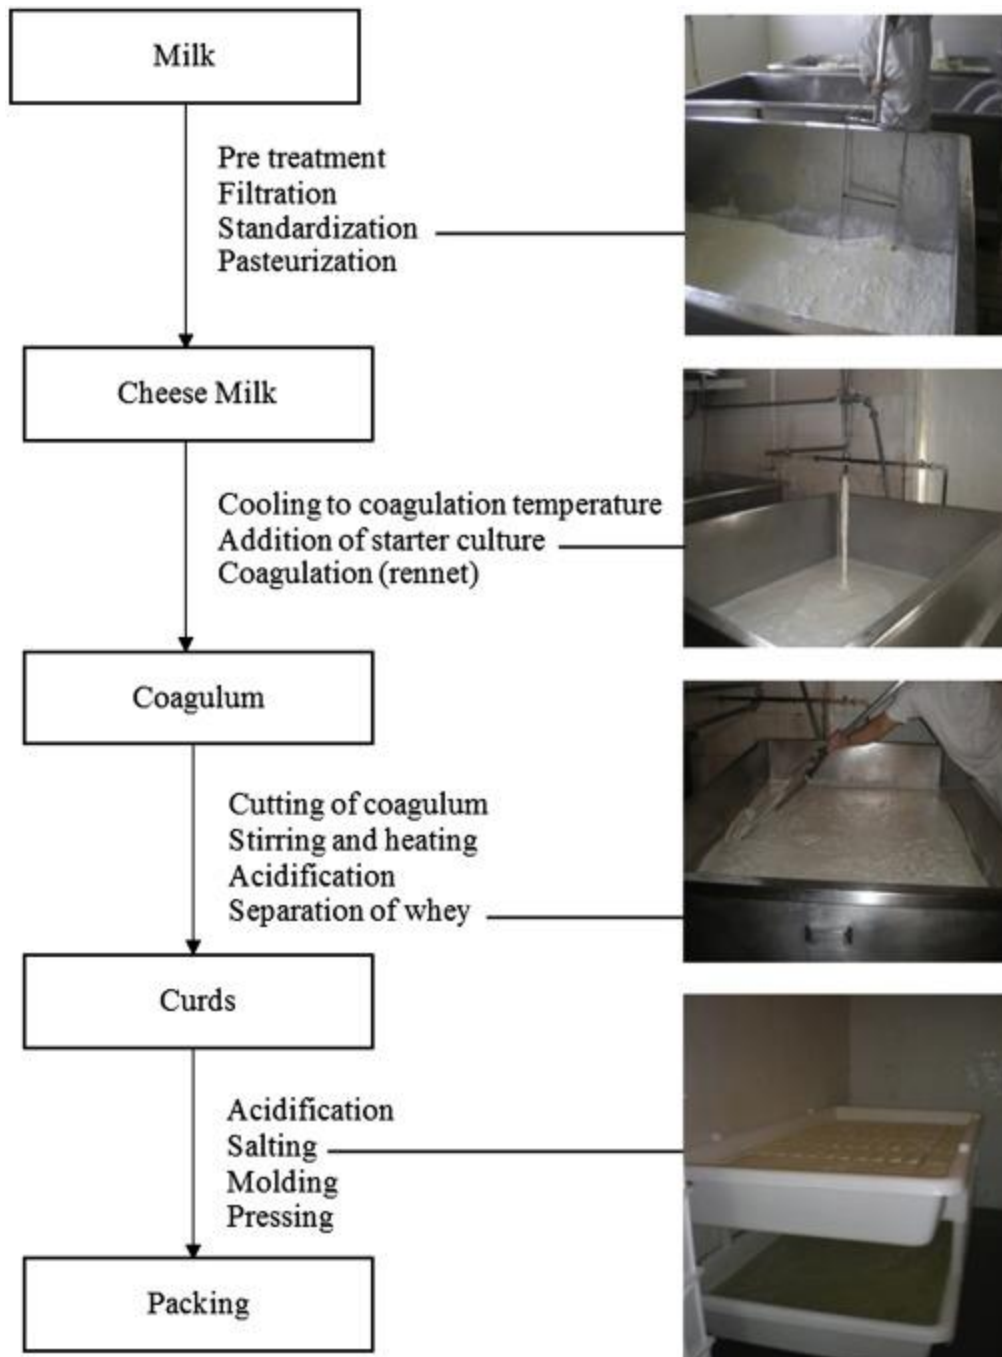 Milk
Pre treatment
Filtration
Standardization
Pasteurization
Cheese Milk
Cooling to coagulation temperature
Addition of starter culture
Coagulation (rennet)
Coagulum
Cutting of coagulum
Stirring and heating
Acidification
Separation of whey
Curds
Acidification
Salting
Molding
Pressing
Packing